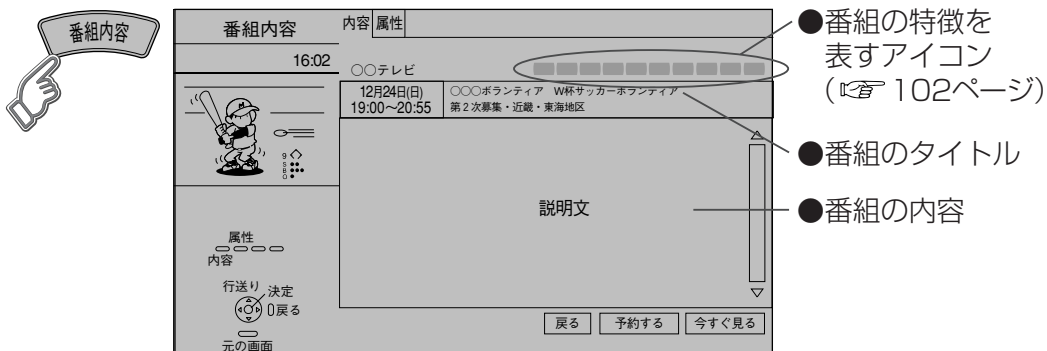 番組内容
番組内容
16:02
内容 属性
○○テレビ
12月24日(日)
19:00〜20:55
○○○ボランティア W杯サッカーボランティア
第2次募集・近畿・東海地区
説明文
属性
内容
行送り
決定
戻る
元の画面
戻る 予約する 今すぐ見る
●番組の特徴を
表すアイコン
(☞102ページ)
●番組のタイトル
●番組の内容